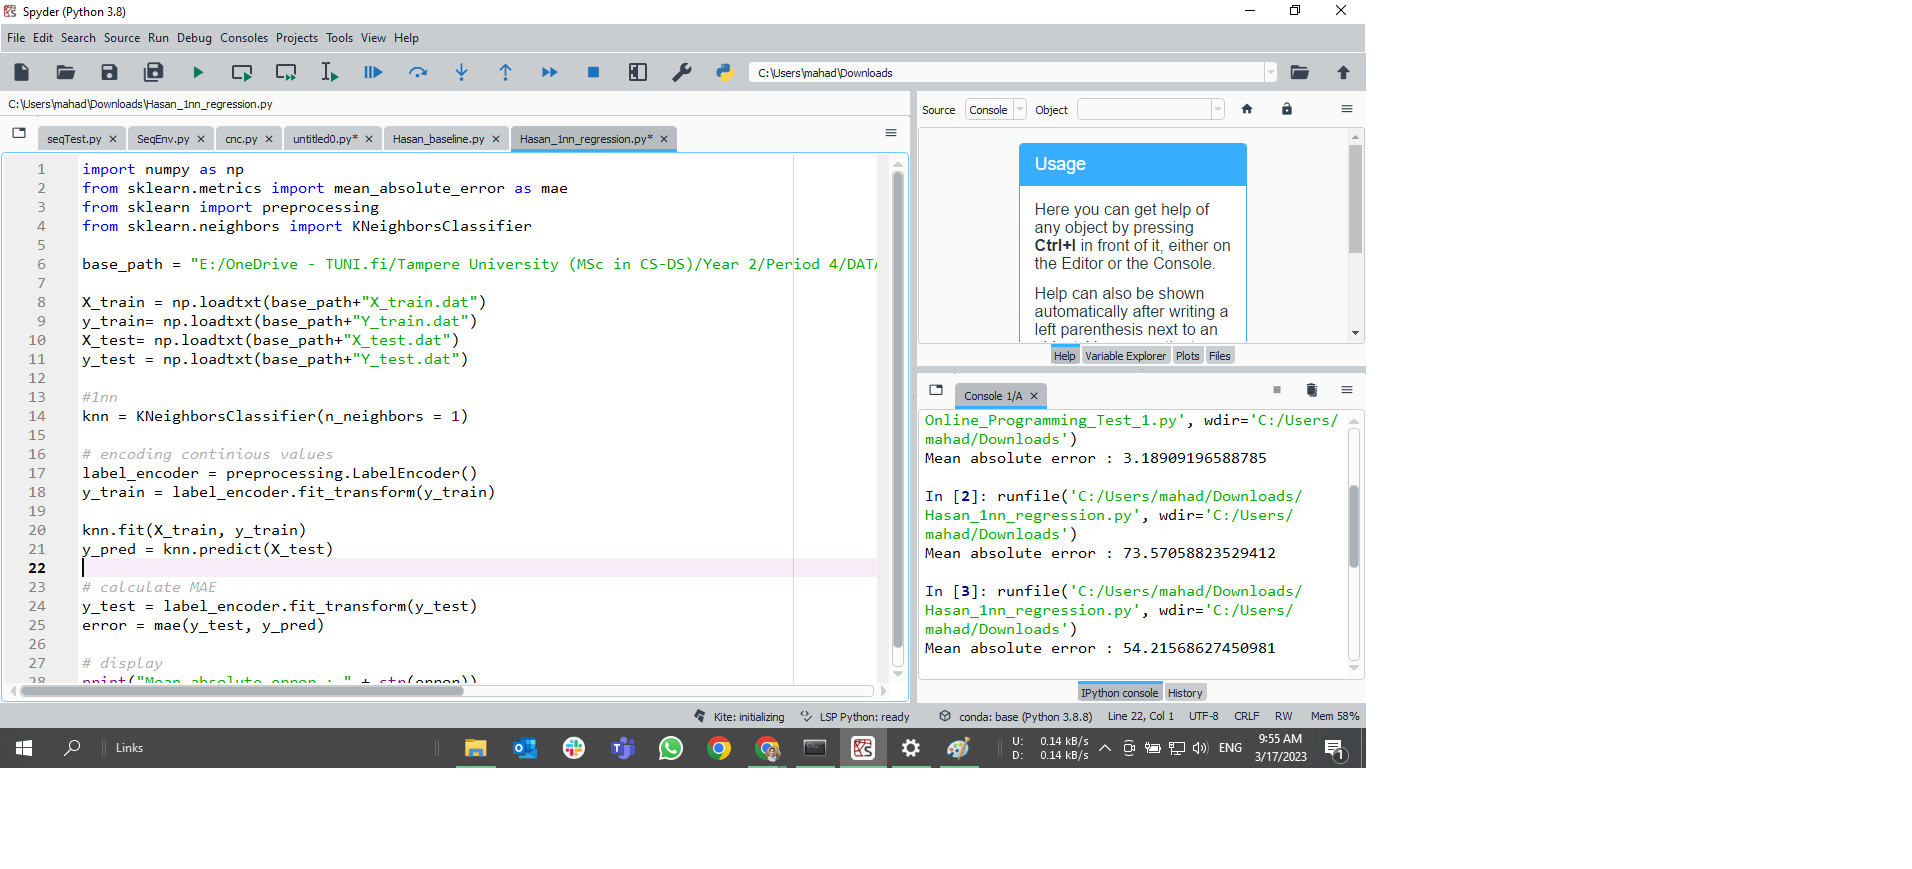 Spyder (Python 3.8)
File Edit Search Source Run Debug Consoles Projects Tools View Help
C:\Users\mahad\Downloads
C:\Users\mahad\Downloads\Hasan_1nn_regression.py
seqTest.py SeqEnv.py cnc.py untitled0.py* Hasan_baseline.py Hasan_1nn_regression.py*
1 import numpy as np
2 from sklearn.metrics import mean_absolute_error as mae
3 from sklearn import preprocessing
4 from sklearn.neighbors import KNeighborsClassifier
5
6 base_path = "E:/OneDrive - TUNI.fi/Tampere University (MSc in CS-DS)/Year 2/Period 4/DATA
7
8 X_train = np.loadtxt(base_path+"X_train.dat")
9 y_train= np.loadtxt(base_path+"Y_train.dat")
10 X_test= np.loadtxt(base_path+"X_test.dat")
11 y_test = np.loadtxt(base_path+"Y_test.dat")
12
13 #1nn
14 knn = KNeighborsClassifier(n_neighbors = 1)
15
16 # encoding continious values
17 label_encoder = preprocessing.LabelEncoder()
18 y_train = label_encoder.fit_transform(y_train)
19
20 knn.fit(X_train, y_train)
21 y_pred = knn.predict(X_test)
22
23 # calculate MAE
24 y_test = label_encoder.fit_transform(y_test)
25 error = mae(y_test, y_pred)
26
27 # display
28 print("Mean absolute error : " + str(error))
Source Console Object
Usage
Here you can get help of
any object by pressing
Ctrl+I in front of it, either on
the Editor or the Console.
Help can also be shown
automatically after writing a
left parenthesis next to an
Help Variable Explorer Plots Files
Console 1/A
Online_Programming_Test_1.py', wdir='C:/Users/
mahad/Downloads')
Mean absolute error : 3.18909196588785
In [2]: runfile('C:/Users/mahad/Downloads/
Hasan_1nn_regression.py', wdir='C:/Users/
mahad/Downloads')
Mean absolute error : 73.57058823529412
In [3]: runfile('C:/Users/mahad/Downloads/
Hasan_1nn_regression.py', wdir='C:/Users/
mahad/Downloads')
Mean absolute error : 54.21568627450981
IPython console History
Kite: initializing LSP Python: ready conda: base (Python 3.8.8) Line 22, Col 1 UTF-8 CRLF RW Mem 58%
Links
U: 0.14 kB/s
D: 0.14 kB/s
ENG
9:55 AM
3/17/2023
1